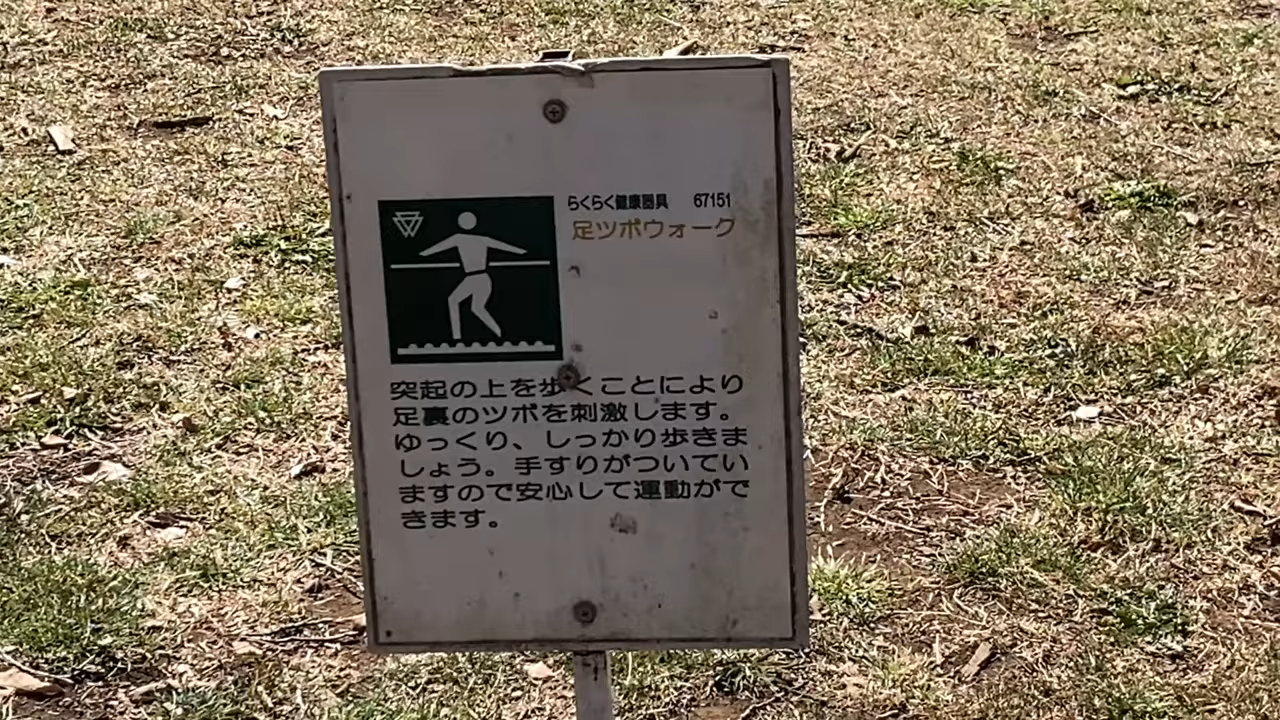 らくらく健康器具 67151
足ツボウォーク
突起の上を歩くことにより
足裏のツボを刺激します。
ゆっくり、しっかり歩きま
しょう。手すりがついてい
ますので安心して運動がで
きます。